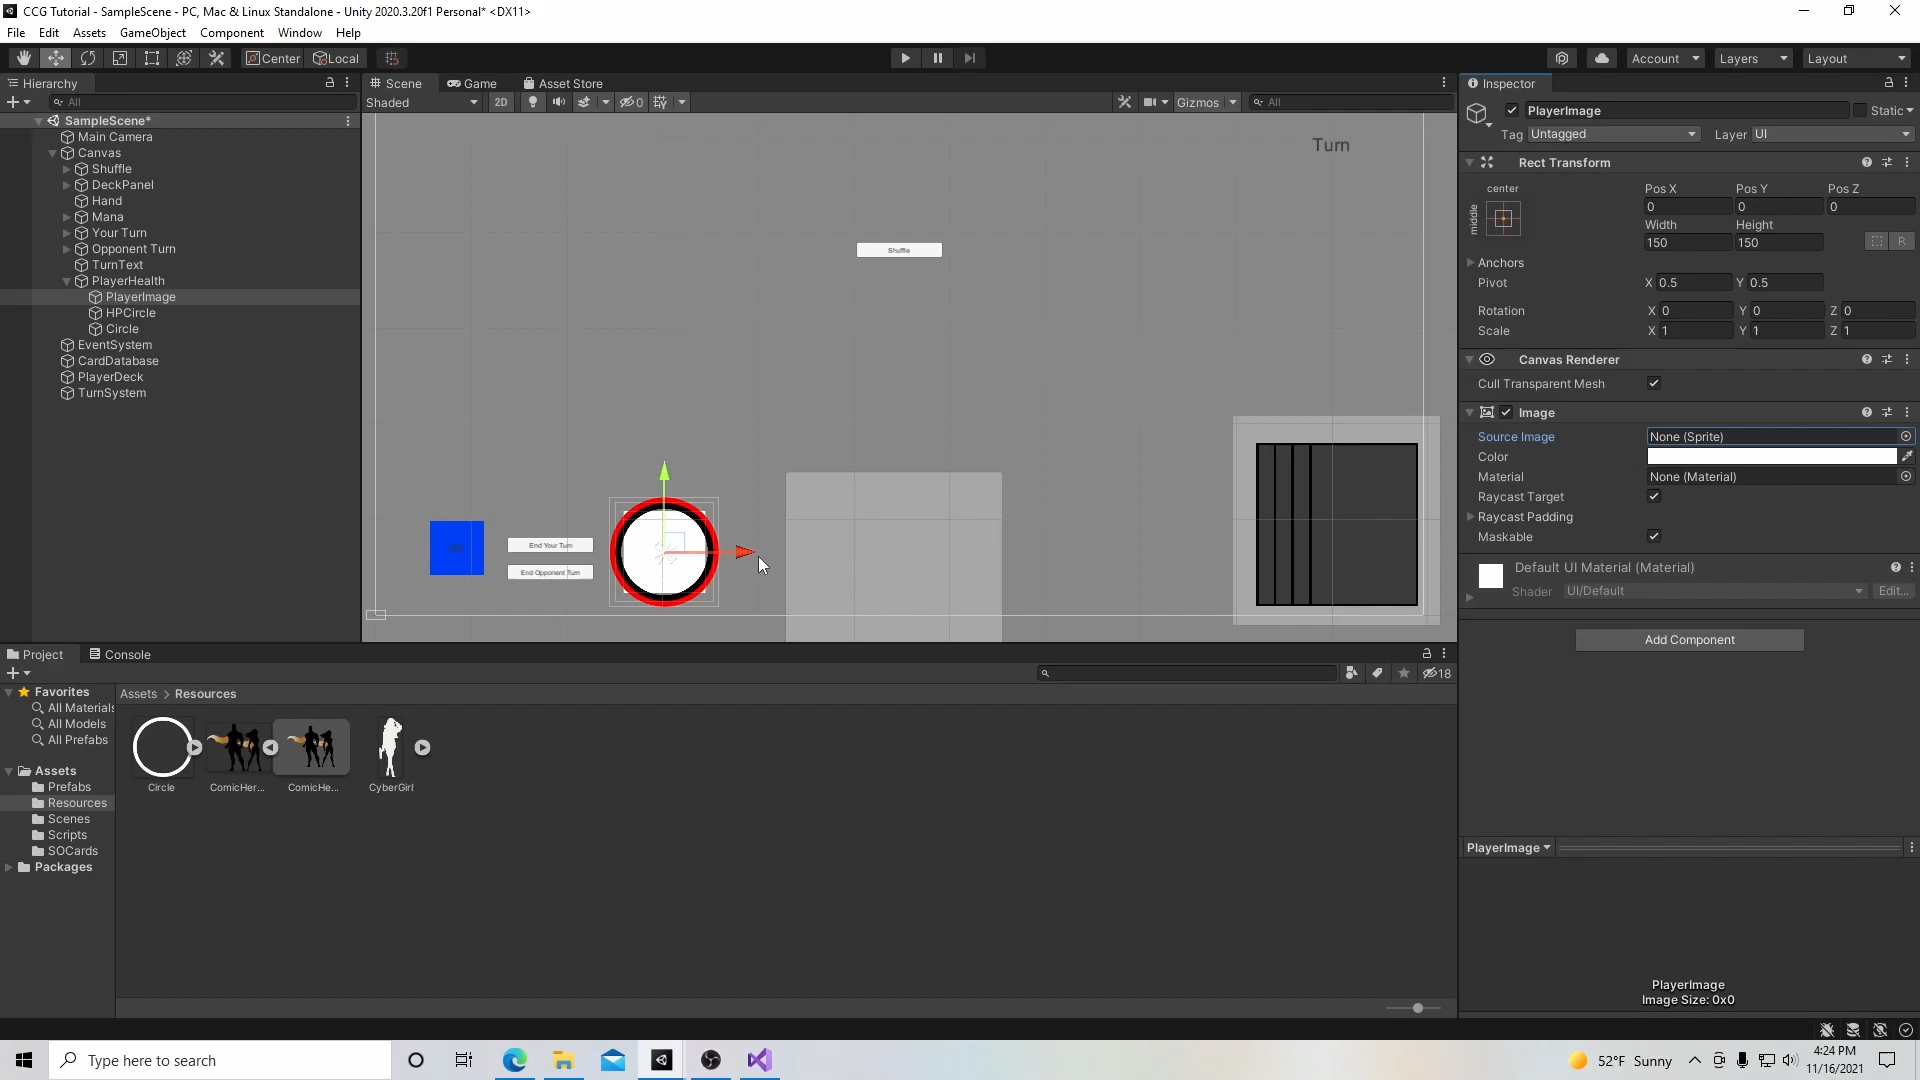 CCG Tutorial - SampleScene - PC, Mac & Linux Standalone - Unity 2020.3.20f1 Personal* <DX11>
File Edit Assets GameObject Component Window Help
Center Local Account Layers Layout
Hierarchy
All
SampleScene*
Main Camera
Canvas
Shuffle
DeckPanel
Hand
Mana
Your Turn
Opponent Turn
TurnText
PlayerHealth
PlayerImage
HPCircle
Circle
EventSystem
CardDatabase
PlayerDeck
TurnSystem
Scene Game Asset Store
Shaded 2D 0 Gizmos All
Turn
Shuffle
End Your Turn
End Opponent Turn
Inspector
PlayerImage Static
Tag Untagged Layer UI
Rect Transform
center
middle
Pos X Pos Y Pos Z
0 0 0
Width Height
150 150 R
Anchors
Pivot X 0.5 Y 0.5
Rotation X 0 Y 0 Z 0
Scale X 1 Y 1 Z 1
Canvas Renderer
Cull Transparent Mesh
Image
Source Image None (Sprite)
Color
Material None (Material)
Raycast Target
Raycast Padding
Maskable
Default UI Material (Material)
Shader UI/Default Edit...
Add Component
PlayerImage
PlayerImage
Image Size: 0x0
Project Console
18
Favorites
All Materials
All Models
All Prefabs
Assets
Prefabs
Resources
Scenes
Scripts
SOCards
Packages
Assets > Resources
Circle ComicHer... ComicHe... CyberGirl
Type here to search
52°F Sunny
4:24 PM
11/16/2021